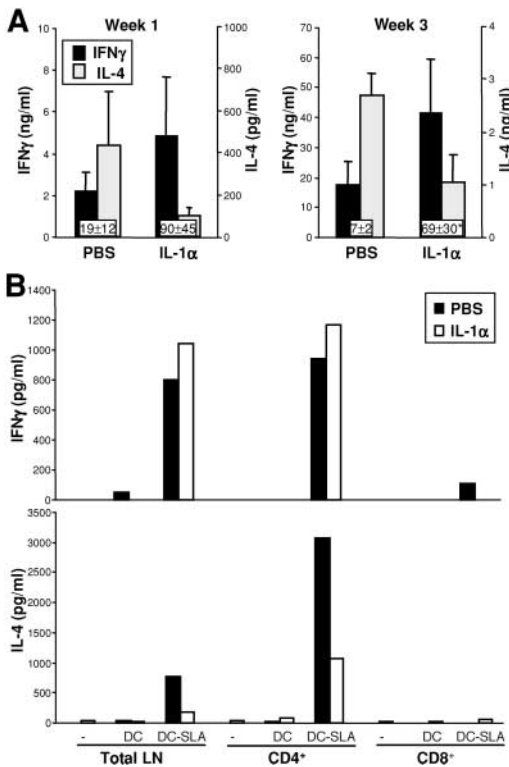 A
Week 1
Week 3
IFNγ
IL-4
IFNγ (ng/ml)
10
8
6
4
2
0
1000
800
600
400
200
0
IL-4 (pg/ml)
19±12
90±45
PBS
IL-1α
IFNγ (ng/ml)
70
60
50
40
30
20
10
0
4
3
2
1
0
IL-4 (pg/ml)
7±2
69±30*
PBS
IL-1α
B
PBS
IL-1α
IFNγ (pg/ml)
1400
1200
1000
800
600
400
200
0
IL-4 (pg/ml)
3500
3000
2500
2000
1500
1000
500
0
- DC DC-SLA - DC DC-SLA - DC DC-SLA
Total LN CD4⁺ CD8⁺